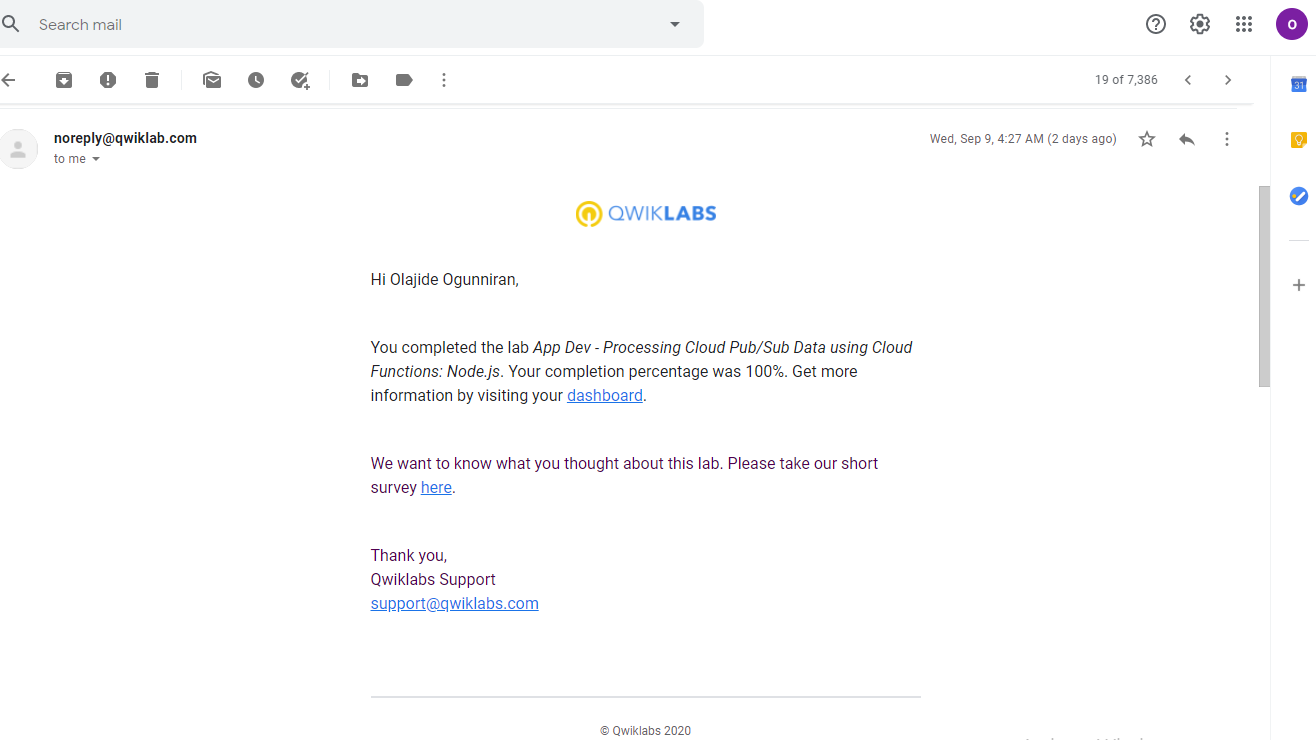 Search mail
O
19 of 7,386
31
noreply@qwiklab.com
Wed, Sep 9, 4:27 AM (2 days ago)
to me
QWIKLABS
Hi Olajide Ogunniran,
You completed the lab App Dev - Processing Cloud Pub/Sub Data using Cloud
Functions: Node.js. Your completion percentage was 100%. Get more
information by visiting your dashboard.
We want to know what you thought about this lab. Please take our short
survey here.
Thank you,
Qwiklabs Support
support@qwiklabs.com
© Qwiklabs 2020